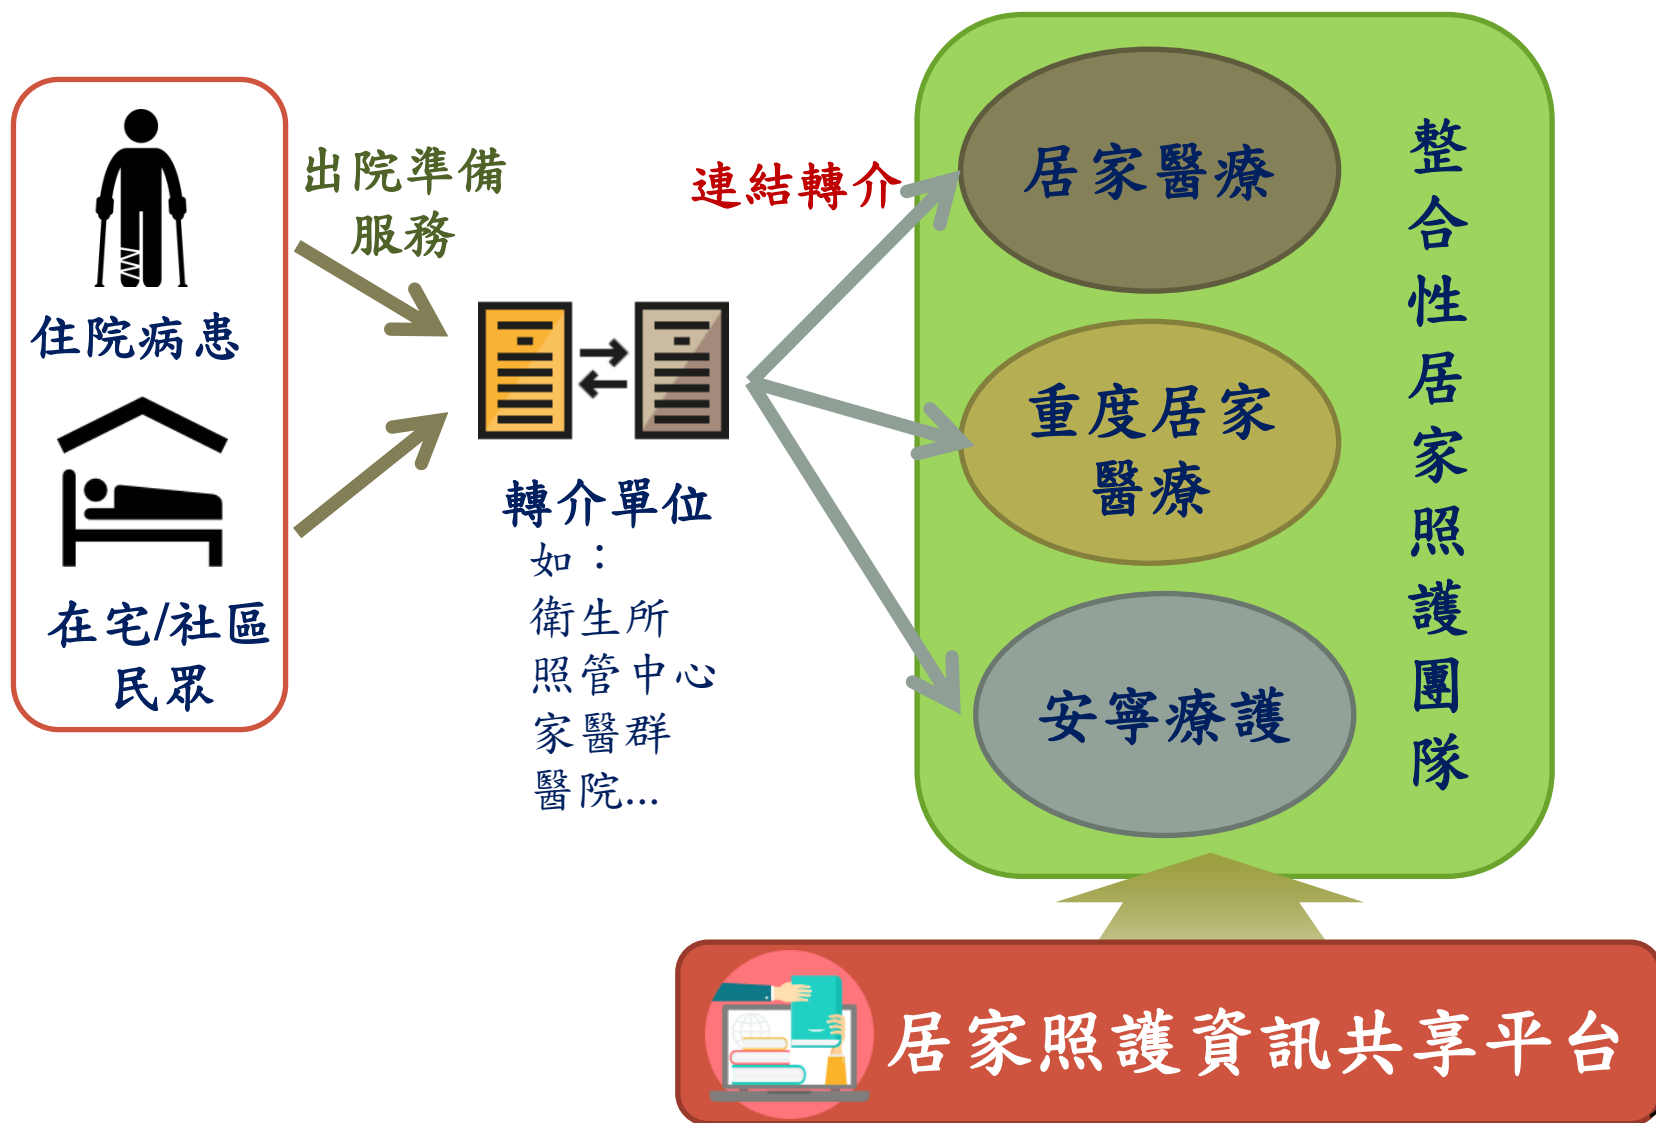 住院病患
在宅/社區
民眾
出院準備
服務
轉介單位
如：
衛生所
照管中心
家醫群
醫院...
連結轉介
居家醫療
重度居家
醫療
安寧療護
整合性居家照護團隊
居家照護資訊共享平台